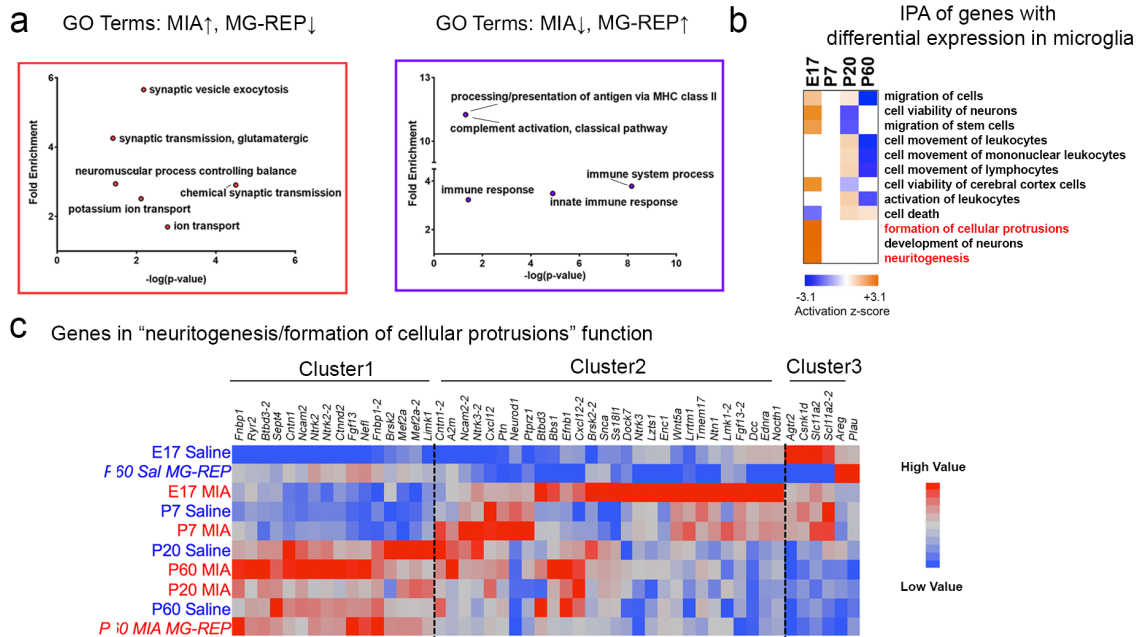 a
GO Terms: MIA↑, MG-REP↓
GO Terms: MIA↓, MG-REP↑
b
IPA of genes with
differential expression in microglia
6
4
2
Fold Enrichment
synaptic vesicle exocytosis
synaptic transmission, glutamergic
neuromuscular process controlling balance
chemical synaptic transmission
potassium ion transport
ion transport
0 2 4 6
-log(p-value)
13
10
4
2
Fold Enrichment
processing/presentation of antigen via MHC class II
complement activation, classical pathway
immune system process
immune response
innate immune response
0 2 4 6 8 10
-log(p-value)
E17 P7 P20 P60
migration of cells
cell viability of neurons
migration of stem cells
cell movement of leukocytes
cell movement of mononuclear leukocytes
cell movement of lymphocytes
cell viability of cerebral cortex cells
activation of leukocytes
cell death
formation of cellular protrusions
development of neurons
neuritogenesis
-3.1 +3.1
Activation z-score
c
Genes in “neuritogenesis/formation of cellular protrusions” function
Cluster1 Cluster2 Cluster3
Fnbp1 Ryr2 Btbd3-2 Sept4 Cntn1 Ncam2 Ntrk2 Ntrk2-2 Ctnnd2 Fgf13 Nefl Fnbp1-2 Brsk2 Mef2a Mef2a-2 Limk1 Cntn1-2 A2m Ncam2-2 Ntrk3-2 Cxcl12 Ptn Neurod1 Ptprz1 Btbd3 Bbs1 Efnb1 Cxcl12-2 Brsk2-2 Snca Ss18l1 Dock7 Ntrk3 Lzts1 Enc1 Wnt5a Lrrtm1 Tmem17 Ntn1 Lmk1-2 Fgf13-2 Dcc Ednra Nocth1 Agtr2 Csnk1d Slc11a2 Scl11a2-2 Areg Plau
E17 Saline
P60 Sal MG-REP
E17 MIA
P7 Saline
P7 MIA
P20 Saline
P60 MIA
P20 MIA
P60 Saline
P60 MIA MG-REP
High Value
Low Value